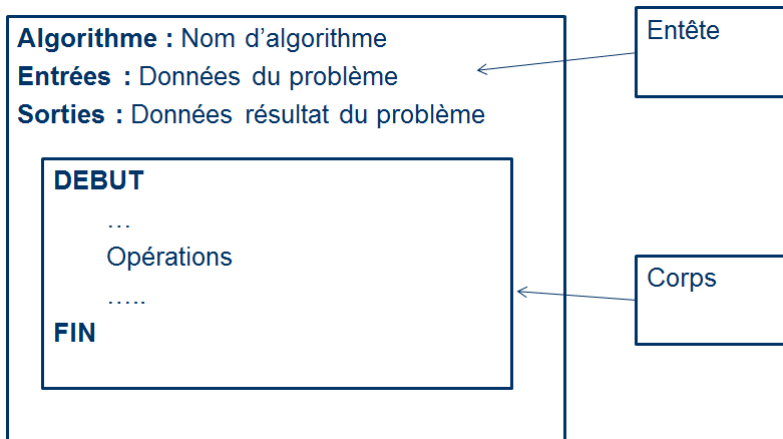 Algorithme : Nom d'algorithme
Entrées : Données du problème
Sorties : Données résultat du problème
Entête
DEBUT
…
Opérations
…..
FIN
Corps